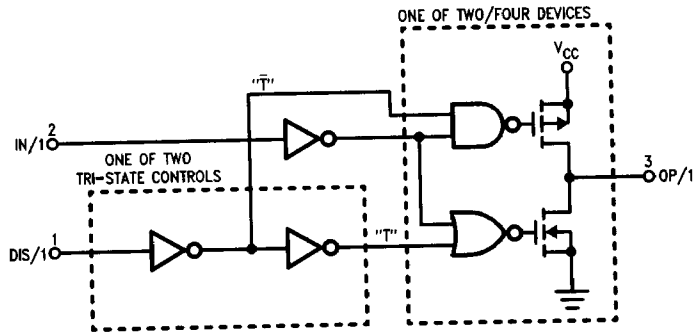 ONE OF TWO/FOUR DEVICES
VCC
"T̄"
2
IN/1
ONE OF TWO
TRI-STATE CONTROLS
3
OP/1
1
DIS/1
"T"